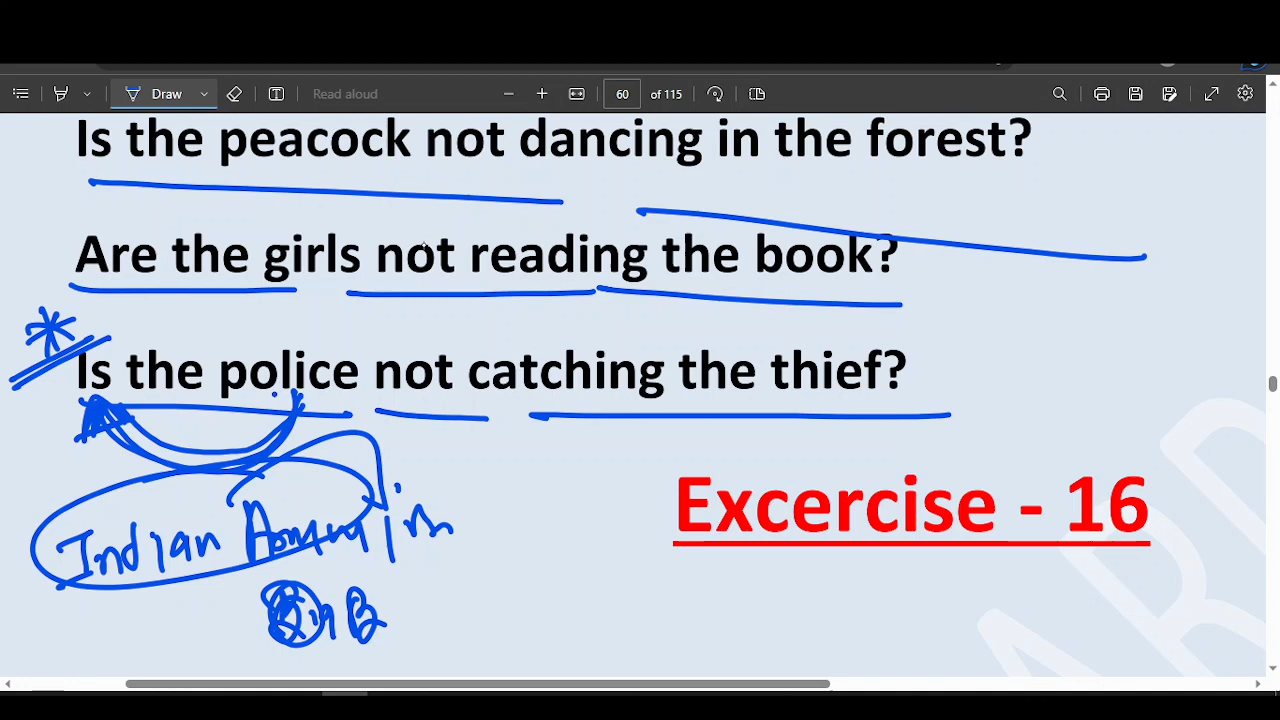 Draw
Read aloud
60 of 115
Is the peacock not dancing in the forest?
Are the girls not reading the book?
Is the police not catching the thief?
Excercise - 16
Indian